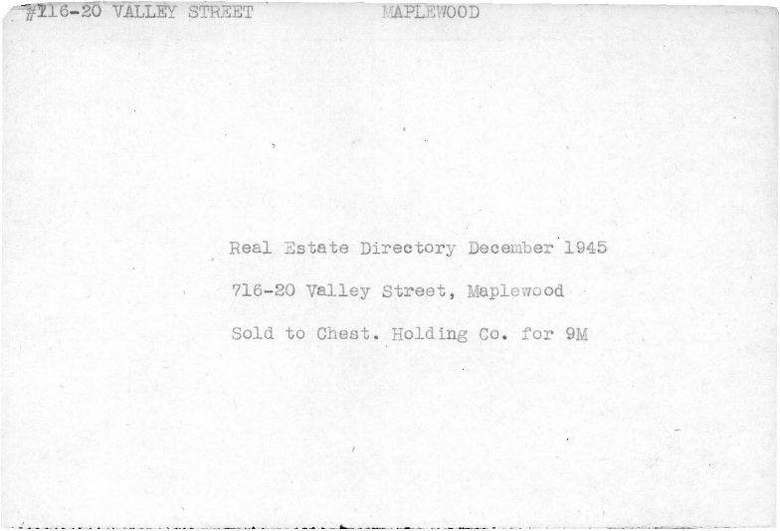 #716-20 VALLEY STREET MAPLEWOOD
Real Estate Directory December 1945
716-20 Valley Street, Maplewood
Sold to Chest. Holding Co. for 9M